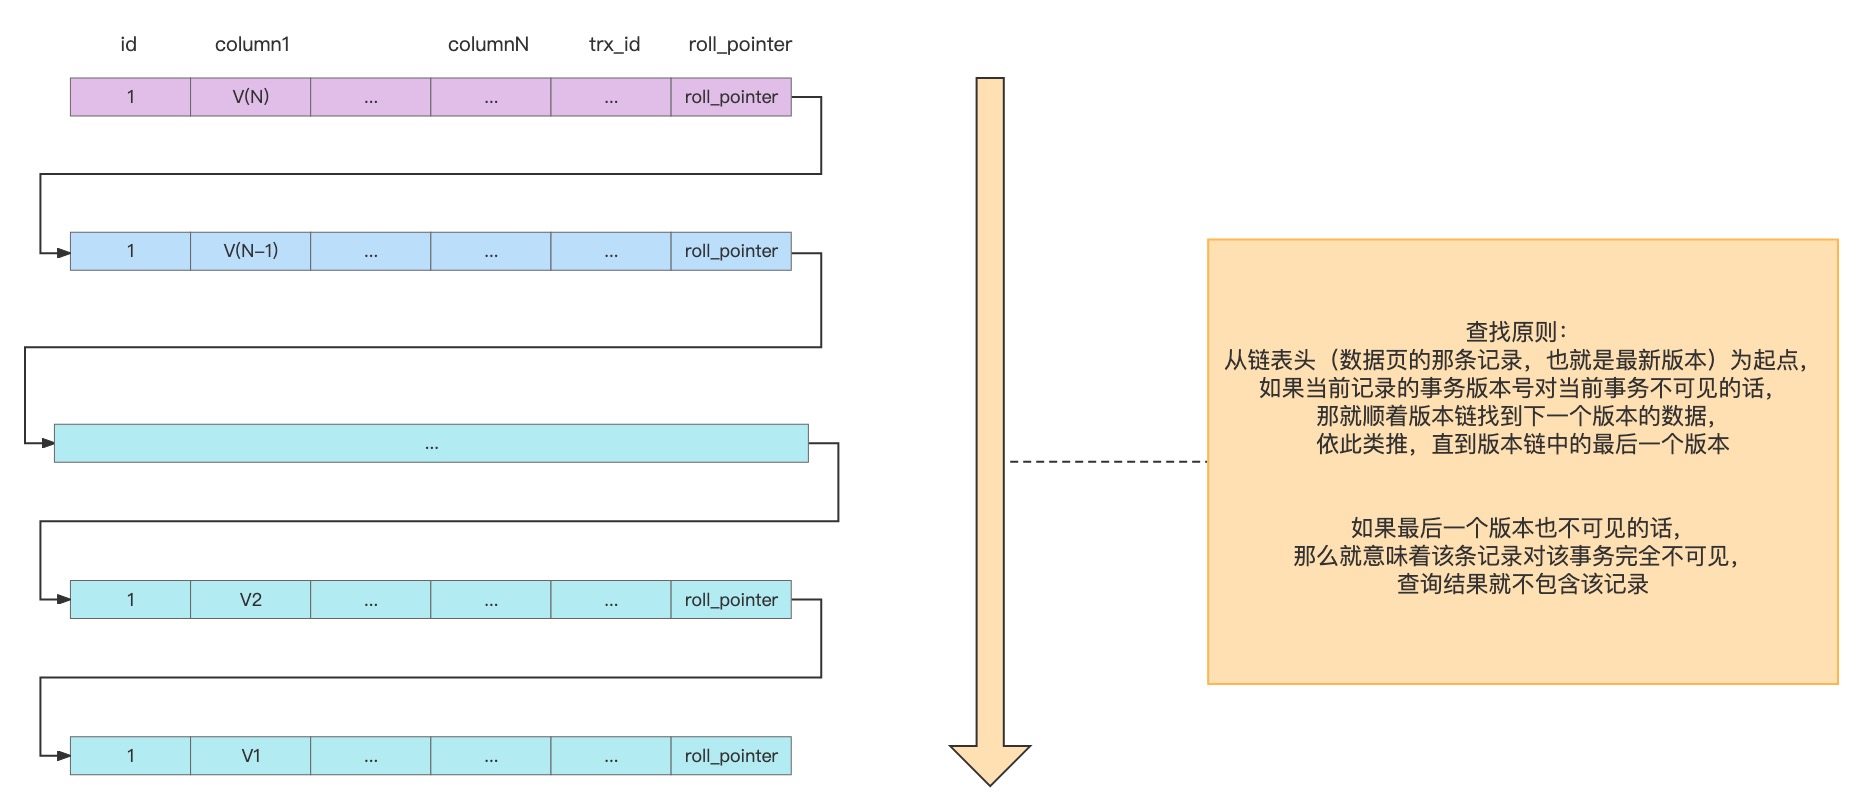 id column1 columnN trx_id roll_pointer
1 V(N) ... ... ... roll_pointer
1 V(N-1) ... ... ... roll_pointer
...
1 V2 ... ... ... roll_pointer
1 V1 ... ... ... roll_pointer
查找原则：
从链表头（数据页的那条记录，也就是最新版本）为起点，
如果当前记录的事务版本号对当前事务不可见的话，
那就顺着版本链找到下一个版本的数据，
依此类推，直到版本链中的最后一个版本
如果最后一个版本也不可见的话，
那么就意味着该条记录对该事务完全不可见，
查询结果就不包含该记录